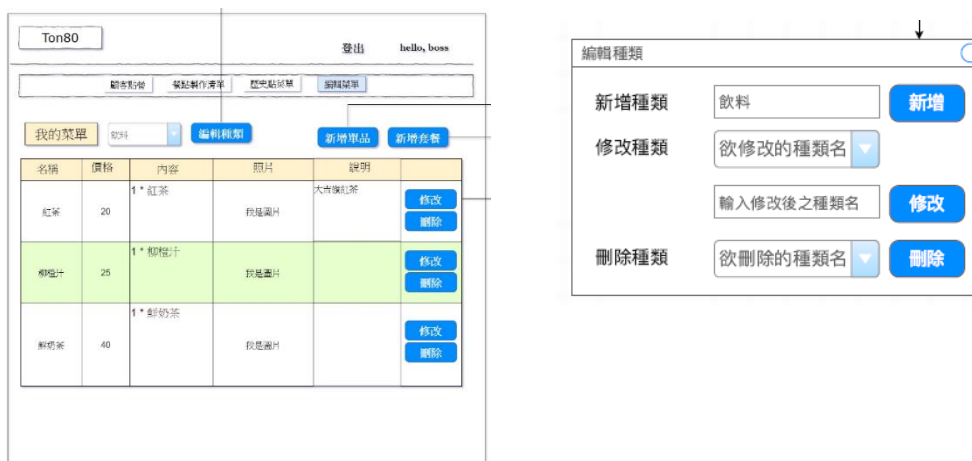 Ton80
登出 hello, boss
顧客點餐 餐點製作清單 歷史點菜單 編輯菜單
我的菜單 飲料 編輯種類 新增單品 新增套餐
名稱 價格 內容 照片 說明
紅茶 20 1 * 紅茶 我是圖片 大吉嶺紅茶 修改
刪除
柳橙汁 25 1 * 柳橙汁 我是圖片 修改
刪除
鮮奶茶 40 1 * 鮮奶茶 我是圖片 修改
刪除
編輯種類
新增種類 飲料 新增
修改種類 欲修改的種類名
輸入修改後之種類名 修改
刪除種類 欲刪除的種類名 刪除